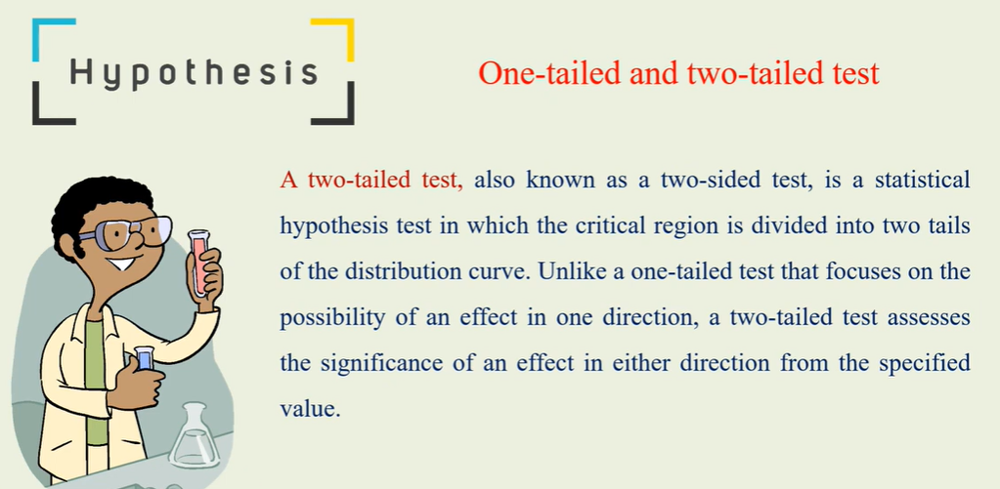 Hypothesis
One-tailed and two-tailed test
A two-tailed test, also known as a two-sided test, is a statistical
hypothesis test in which the critical region is divided into two tails
of the distribution curve. Unlike a one-tailed test that focuses on the
possibility of an effect in one direction, a two-tailed test assesses
the significance of an effect in either direction from the specified
value.